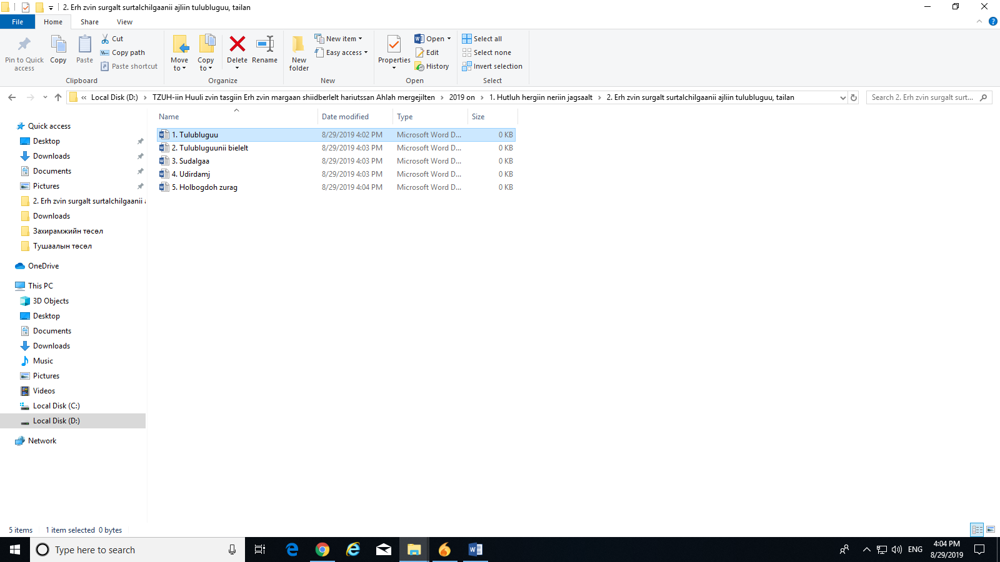 2. Erh zvin surgalt surtalchilgaanii ajliin tulubluguu, tailan
File Home Share View
Pin to Quick access
Copy
Paste
Cut
Copy path
Paste shortcut
Clipboard
Move to
Copy to
Delete
Rename
Organize
New folder
New item
Easy access
New
Properties
Open
Edit
History
Open
Select all
Select none
Invert selection
Select
« Local Disk (D:) › TZUH-iin Huuli zvin tasgiin Erh zvin margaan shiidberlelt hariutssan Ahlah mergejilten › 2019 on › 1. Hutluh hergiin neriin jagsaalt › 2. Erh zvin surgalt surtalchilgaanii ajliin tulubluguu, tailan
Search 2. Erh zvin surgalt surt...
Quick access
Desktop
Downloads
Documents
Pictures
2. Erh zvin surgalt surtalchilgaanii a
Downloads
Захирамжийн төсөл
Тушаалын төсөл
OneDrive
This PC
3D Objects
Desktop
Documents
Downloads
Music
Pictures
Videos
Local Disk (C:)
Local Disk (D:)
Network
Name Date modified Type Size
1. Tulubluguu 8/29/2019 4:02 PM Microsoft Word D... 0 KB
2. Tulubluguunii bielelt 8/29/2019 4:03 PM Microsoft Word D... 0 KB
3. Sudalgaa 8/29/2019 4:03 PM Microsoft Word D... 0 KB
4. Udirdamj 8/29/2019 4:03 PM Microsoft Word D... 0 KB
5. Holbogdoh zurag 8/29/2019 4:04 PM Microsoft Word D... 0 KB
5 items 1 item selected 0 bytes
Type here to search
ENG
4:04 PM
8/29/2019